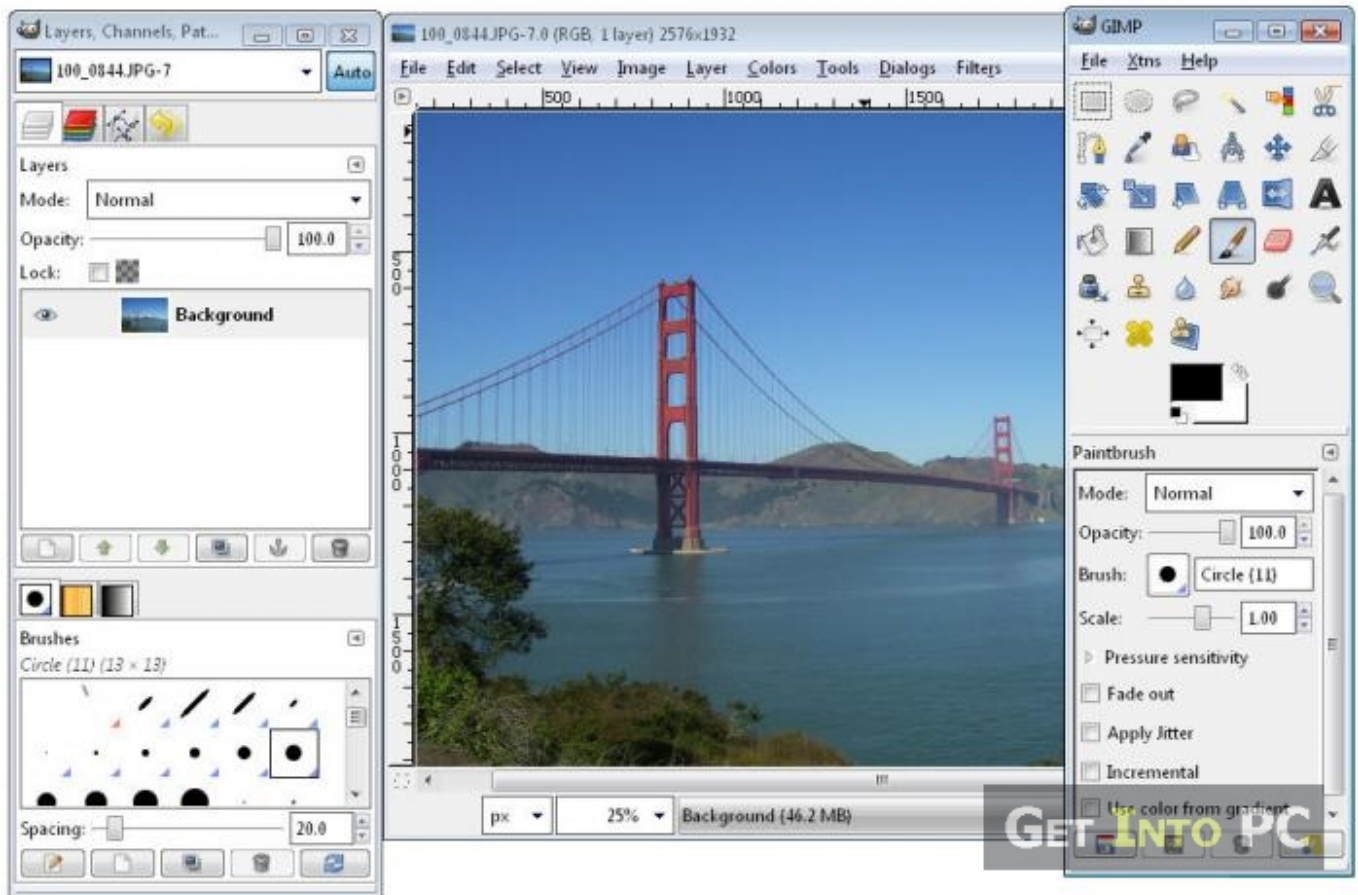 Layers, Channels, Pat...
100_0844.JPG-7
Auto
Layers
Mode: Normal
Opacity: 100.0
Lock:
Background
Brushes
Circle (11) (13 × 13)
Spacing: 20.0
100_0844.JPG-7.0 (RGB, 1 layer) 2576x1932
File Edit Select View Image Layer Colors Tools Dialogs Filters
500 1000 1500
500
1000
1500
px 25% Background (46.2 MB)
GIMP
File Xtns Help
Paintbrush
Mode: Normal
Opacity: 100.0
Brush: Circle (11)
Scale: 1.00
Pressure sensitivity
Fade out
Apply Jitter
Incremental
Use color from gradient
GET INTO PC